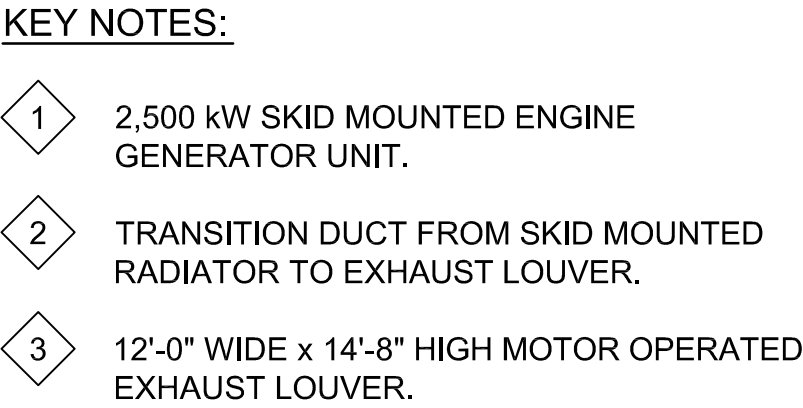 KEY NOTES:
1 2,500 kW SKID MOUNTED ENGINE
GENERATOR UNIT.
2 TRANSITION DUCT FROM SKID MOUNTED
RADIATOR TO EXHAUST LOUVER.
3 12'-0" WIDE x 14'-8" HIGH MOTOR OPERATED
EXHAUST LOUVER.